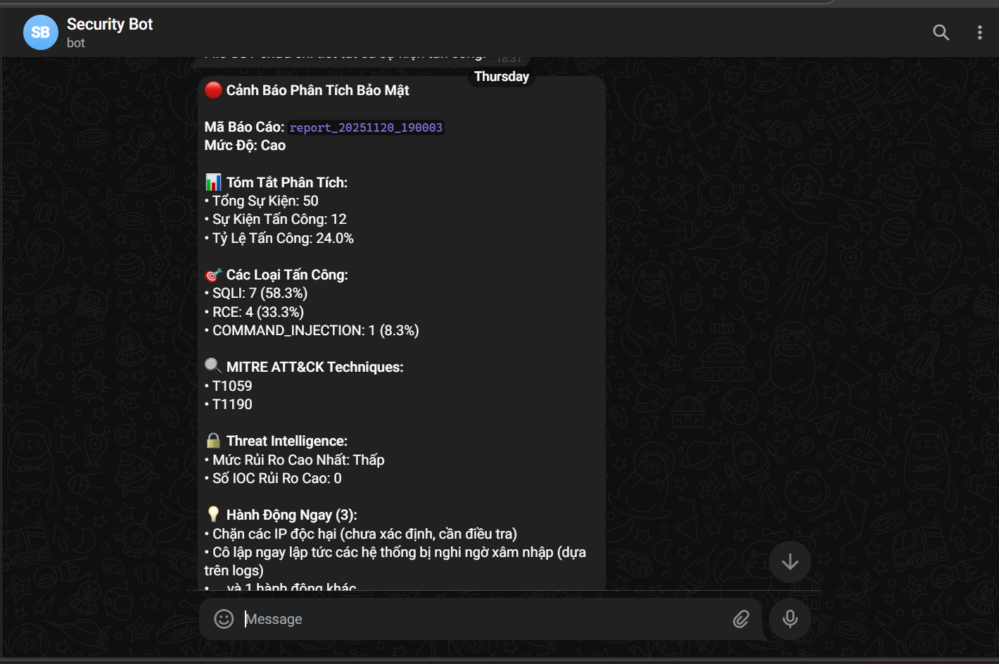 SB
Security Bot
bot
18:31
Thursday
🔴 Cảnh Báo Phân Tích Bảo Mật
Mã Báo Cáo: report_20251120_190003
Mức Độ: Cao
📊 Tóm Tắt Phân Tích:
• Tổng Sự Kiện: 50
• Sự Kiện Tấn Công: 12
• Tỷ Lệ Tấn Công: 24.0%
🎯 Các Loại Tấn Công:
• SQLI: 7 (58.3%)
• RCE: 4 (33.3%)
• COMMAND_INJECTION: 1 (8.3%)
🔍 MITRE ATT&CK Techniques:
• T1059
• T1190
🔒 Threat Intelligence:
• Mức Rủi Ro Cao Nhất: Thấp
• Số IOC Rủi Ro Cao: 0
💡 Hành Động Ngay (3):
• Chặn các IP độc hại (chưa xác định, cần điều tra)
• Cô lập ngay lập tức các hệ thống bị nghi ngờ xâm nhập (dựa
trên logs)
• ... và 1 hành động khác
Message